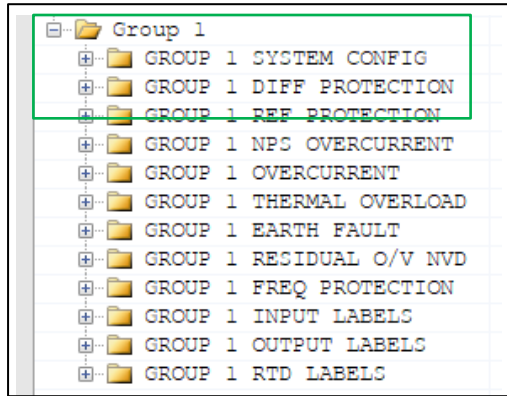 Group 1
GROUP 1 SYSTEM CONFIG
GROUP 1 DIFF PROTECTION
GROUP 1 REF PROTECTION
GROUP 1 NPS OVERCURRENT
GROUP 1 OVERCURRENT
GROUP 1 THERMAL OVERLOAD
GROUP 1 EARTH FAULT
GROUP 1 RESIDUAL O/V NVD
GROUP 1 FREQ PROTECTION
GROUP 1 INPUT LABELS
GROUP 1 OUTPUT LABELS
GROUP 1 RTD LABELS